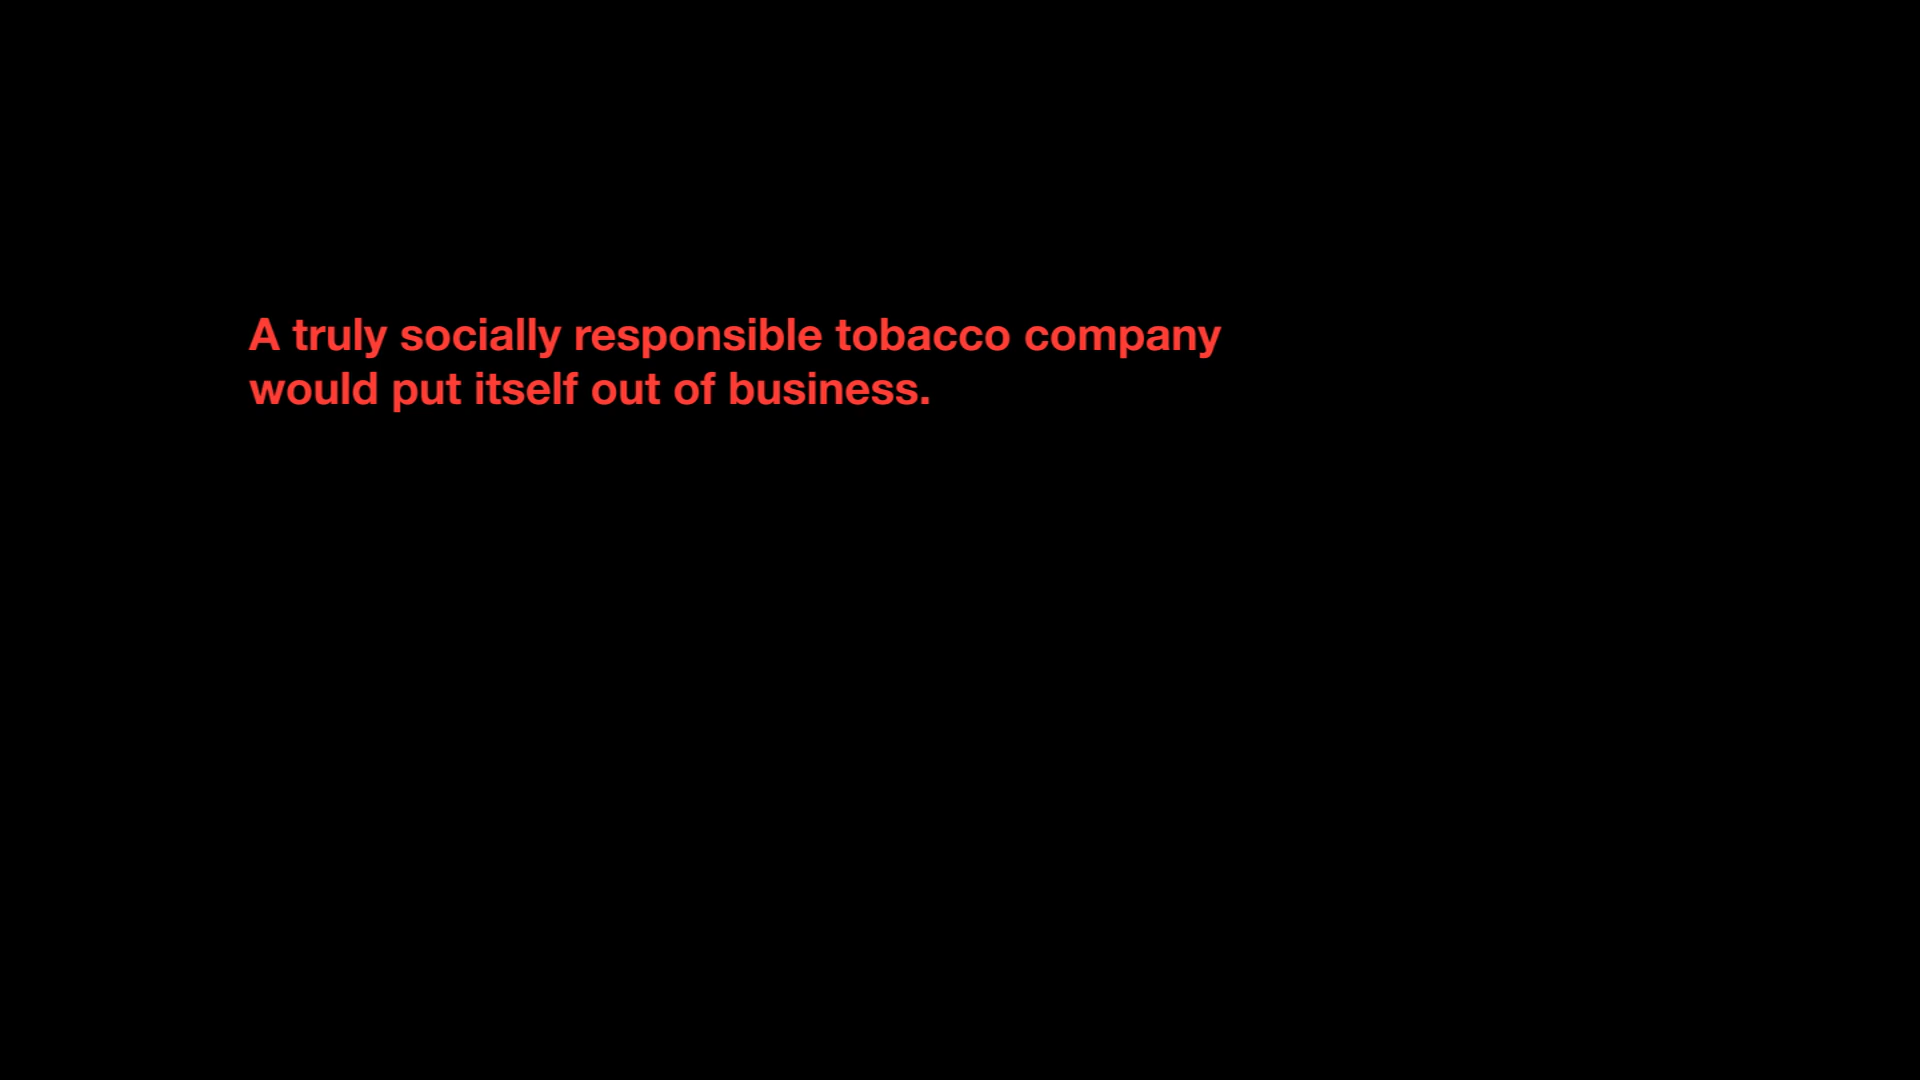 A truly socially responsible tobacco company
would put itself out of business.